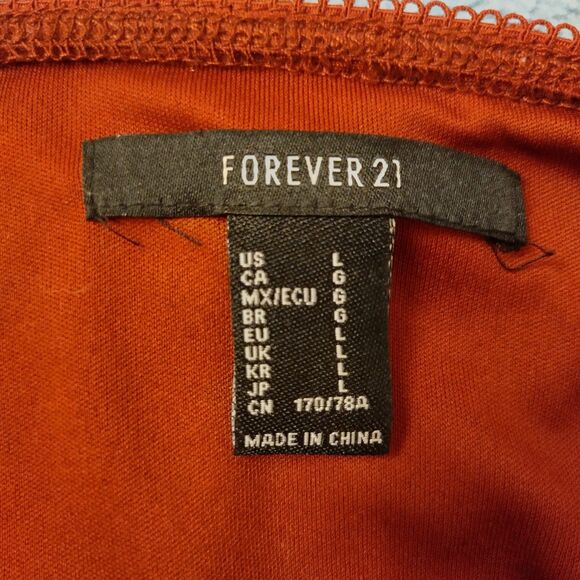 FOREVER 21
US L
CA G
MX/ECU G
BR G
EU L
UK L
KR L
JP L
CN 170/78A
MADE IN CHINA